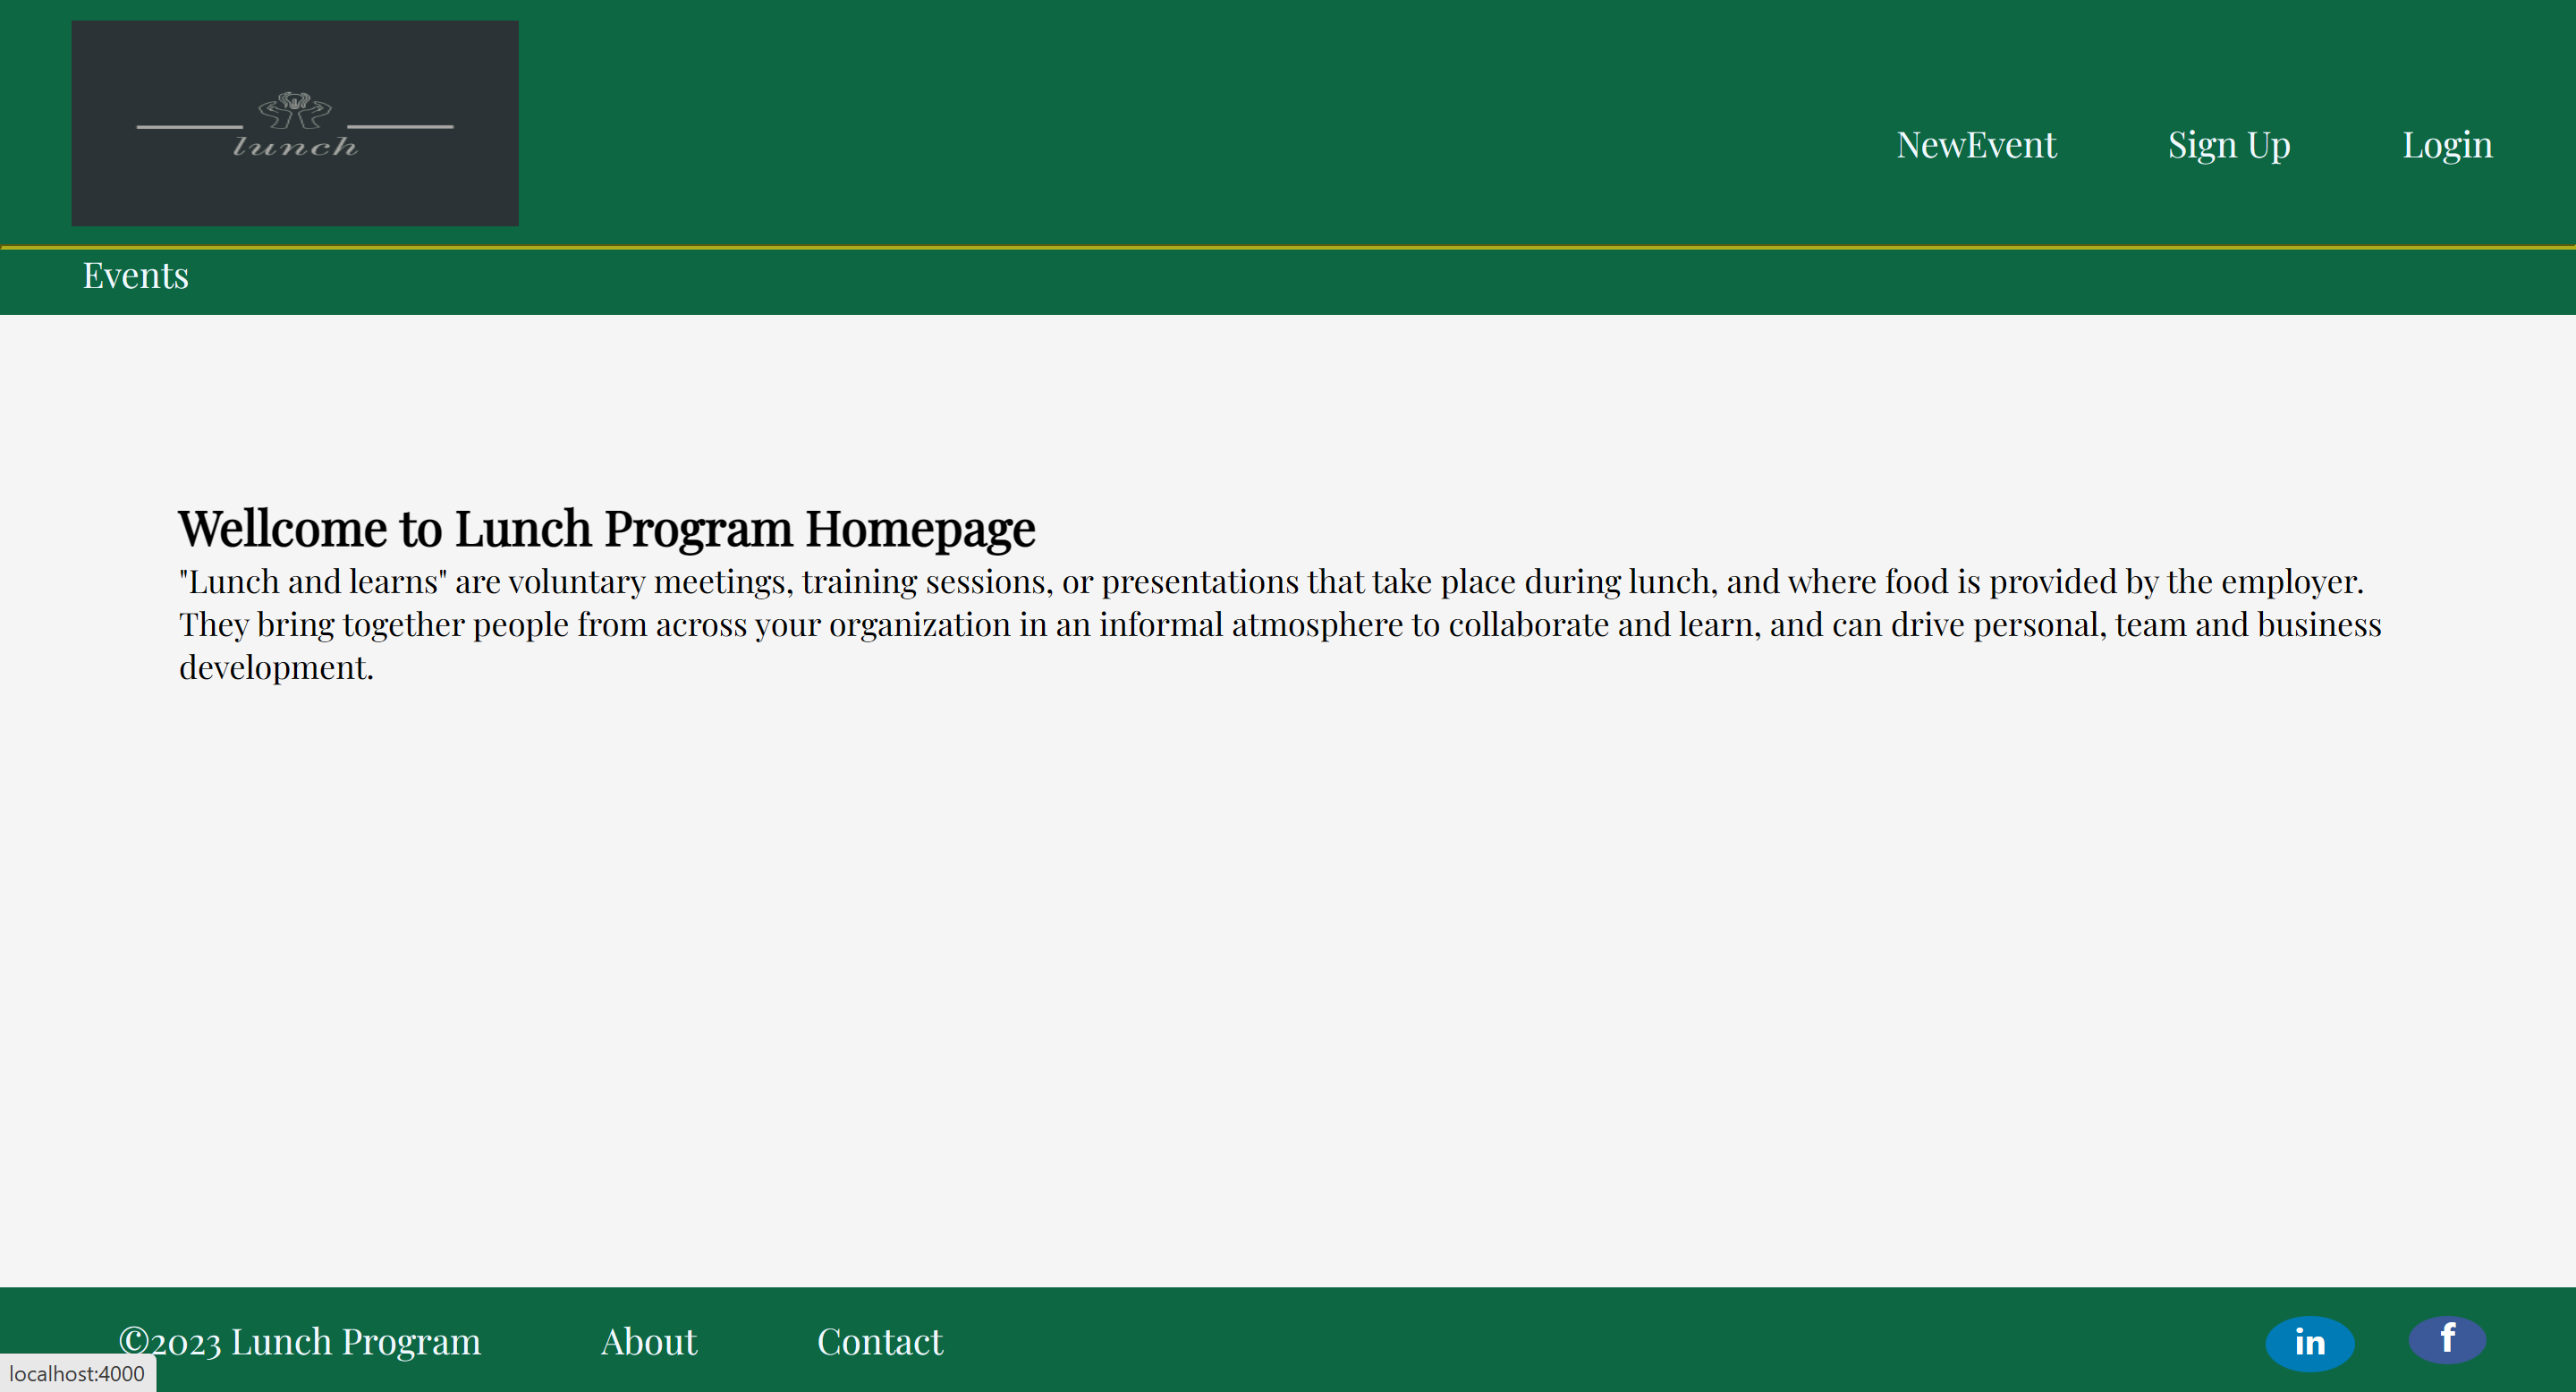 lunch
NewEvent Sign Up Login
Events
Wellcome to Lunch Program Homepage
"Lunch and learns" are voluntary meetings, training sessions, or presentations that take place during lunch, and where food is provided by the employer.
They bring together people from across your organization in an informal atmosphere to collaborate and learn, and can drive personal, team and business
development.
©2023 Lunch Program About Contact in f
localhost:4000